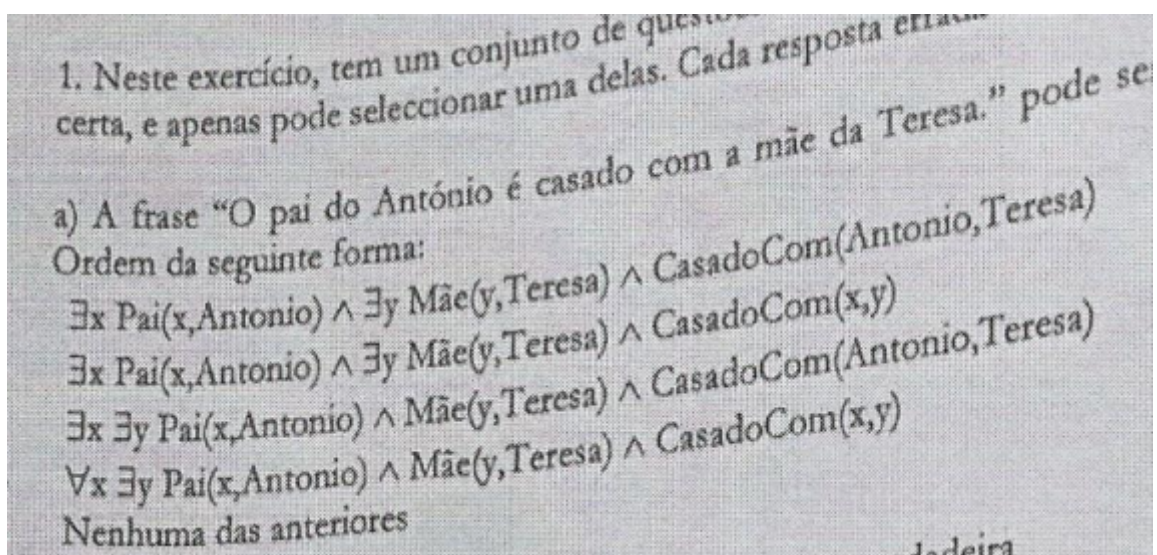 1. Neste exercício, tem um conjunto de
certa, e apenas pode seleccionar uma delas. Cada resposta
a) A frase “O pai do António é casado com a mãe da Teresa.” pode
Ordem da seguinte forma:
∃x Pai(x,Antonio) ∧ ∃y Mãe(y,Teresa) ∧ CasadoCom(Antonio,Teresa)
∃x Pai(x,Antonio) ∧ ∃y Mãe(y,Teresa) ∧ CasadoCom(x,y)
∃x ∃y Pai(x,Antonio) ∧ Mãe(y,Teresa) ∧ CasadoCom(Antonio,Teresa)
∀x ∃y Pai(x,Antonio) ∧ Mãe(y,Teresa) ∧ CasadoCom(x,y)
Nenhuma das anteriores